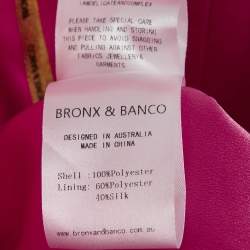 PLEASE TAKE SPECIAL CARE
WHEN HANDLING AND STORING
THIS PIECE TO AVOID SNAGGING
AND PULLING AGAINST OTHER
FABRICS JEWELLERY&
GARMENTS
BRONX & BANCO
DESIGNED IN AUSTRALIA
MADE IN CHINA
Shell :100%Polyester
Lining: 60%Polyester
40%Silk
www.bronxandbanco.com.au